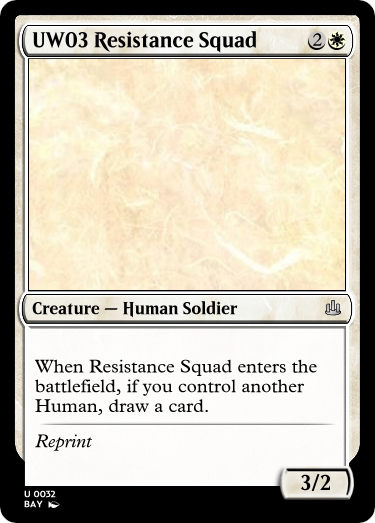 UW03 Resistance Squad 2
Creature — Human Soldier
When Resistance Squad enters the
battlefield, if you control another
Human, draw a card.
Reprint
3/2
U 0032
BAY